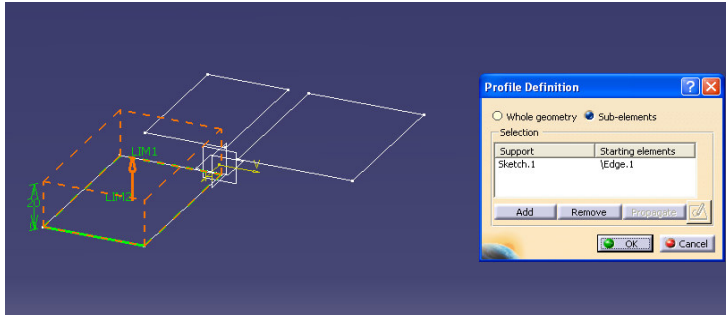 Profile Definition
Whole geometry Sub-elements
Selection
Support Starting elements
Sketch.1 \Edge.1
Add Remove Propagate
OK Cancel
LIM1
LIM2
20
Y